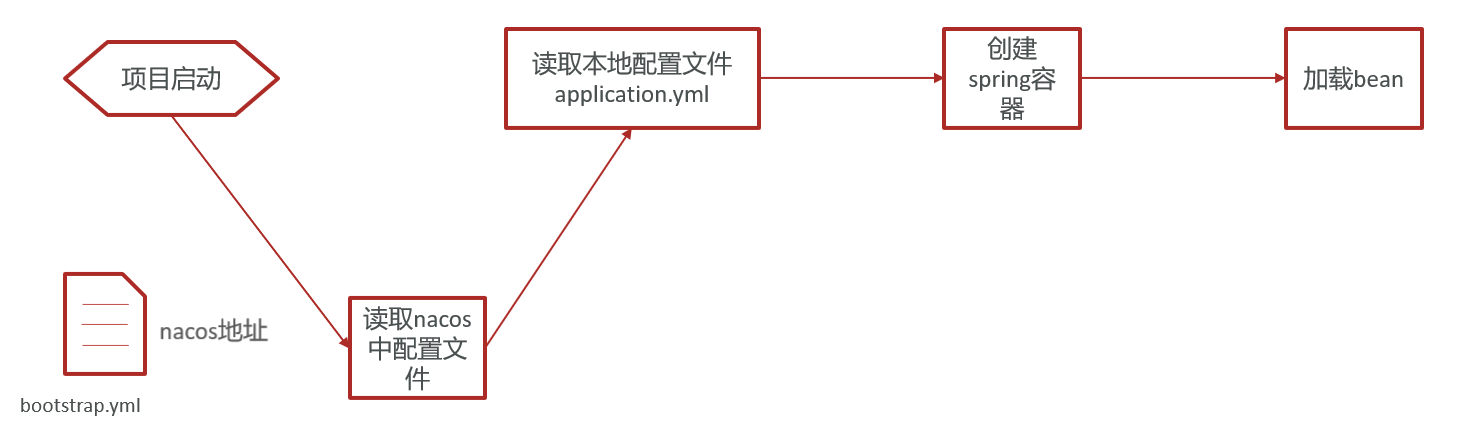 项目启动
读取本地配置文件
application.yml
创建
spring容
器
加载bean
nacos地址
bootstrap.yml
读取nacos
中配置文
件